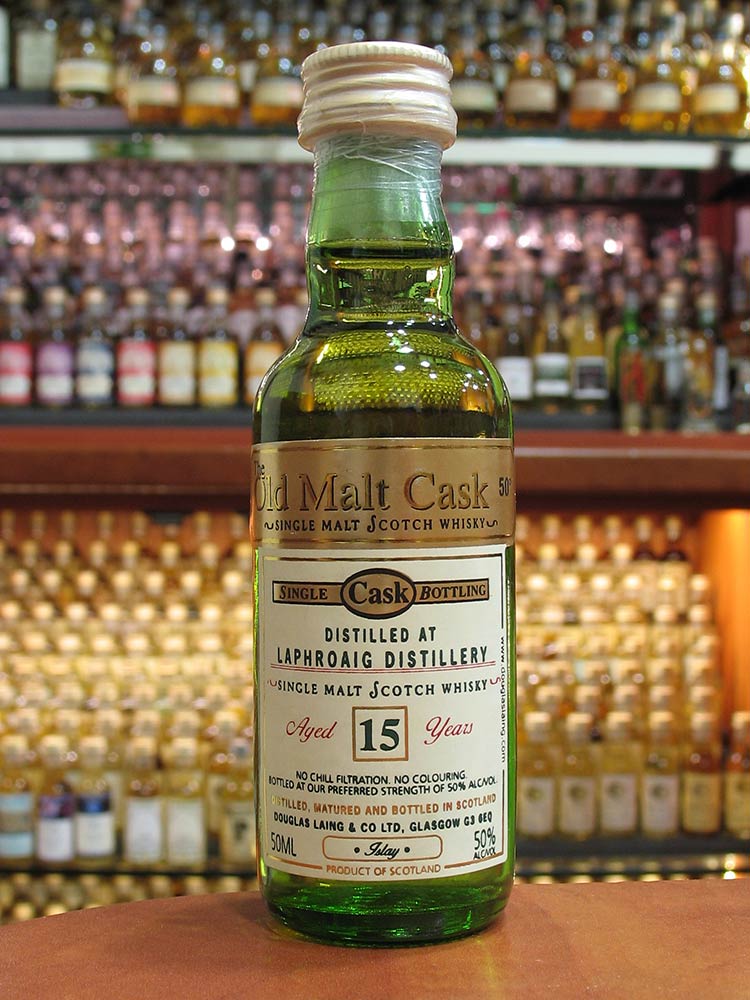 The
Old Malt Cask 50°
SINGLE MALT SCOTCH WHISKY
SINGLE Cask BOTTLING
DISTILLED AT
LAPHROAIG DISTILLERY
SINGLE MALT SCOTCH WHISKY
Aged 15 Years
NO CHILL FILTRATION. NO COLOURING.
BOTTLED AT OUR PREFERRED STRENGTH OF 50% ALC/VOL.
DISTILLED, MATURED AND BOTTLED IN SCOTLAND
DOUGLAS LAING & CO LTD, GLASGOW G3 6EQ
50ML • Islay • 50%
ALC/VOL
PRODUCT OF SCOTLAND
www.douglaslaing.com